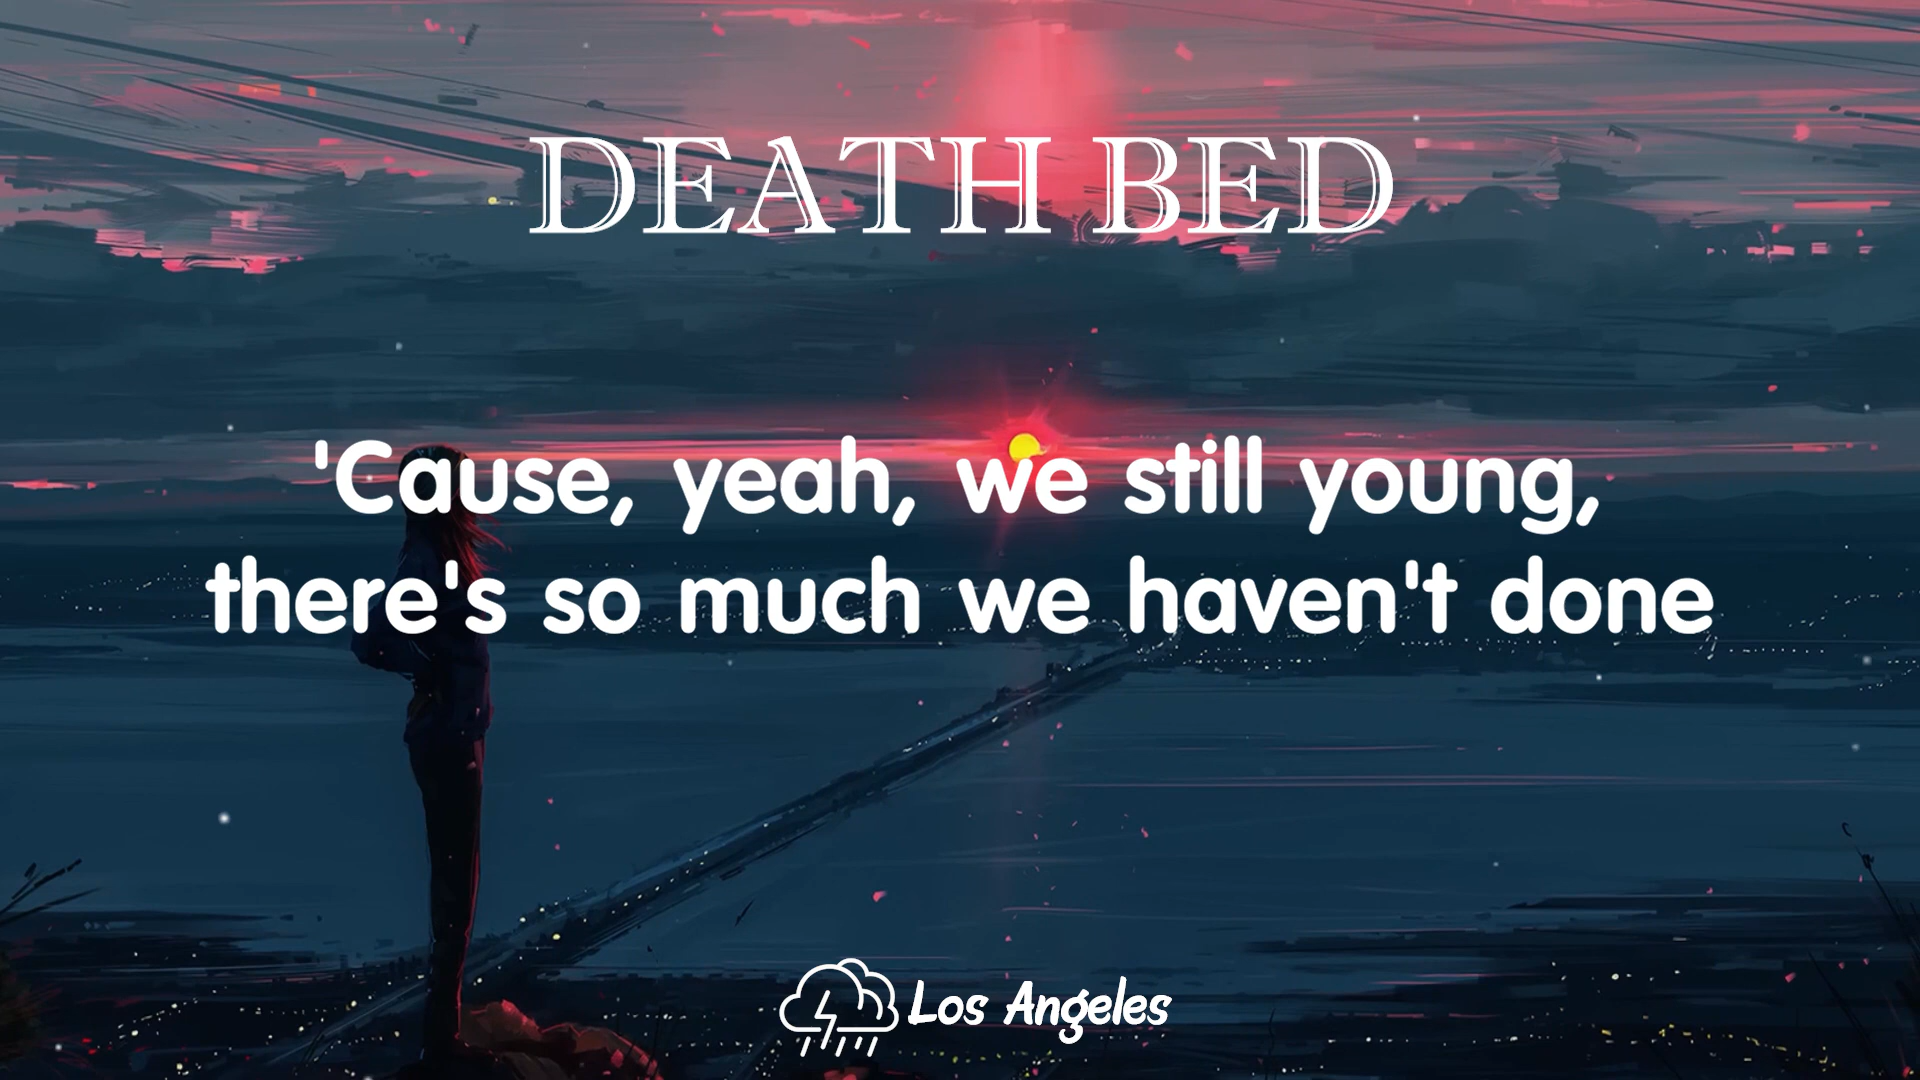 DEATH BED
'Cause, yeah, we still young,
there's so much we haven't done
Los Angeles